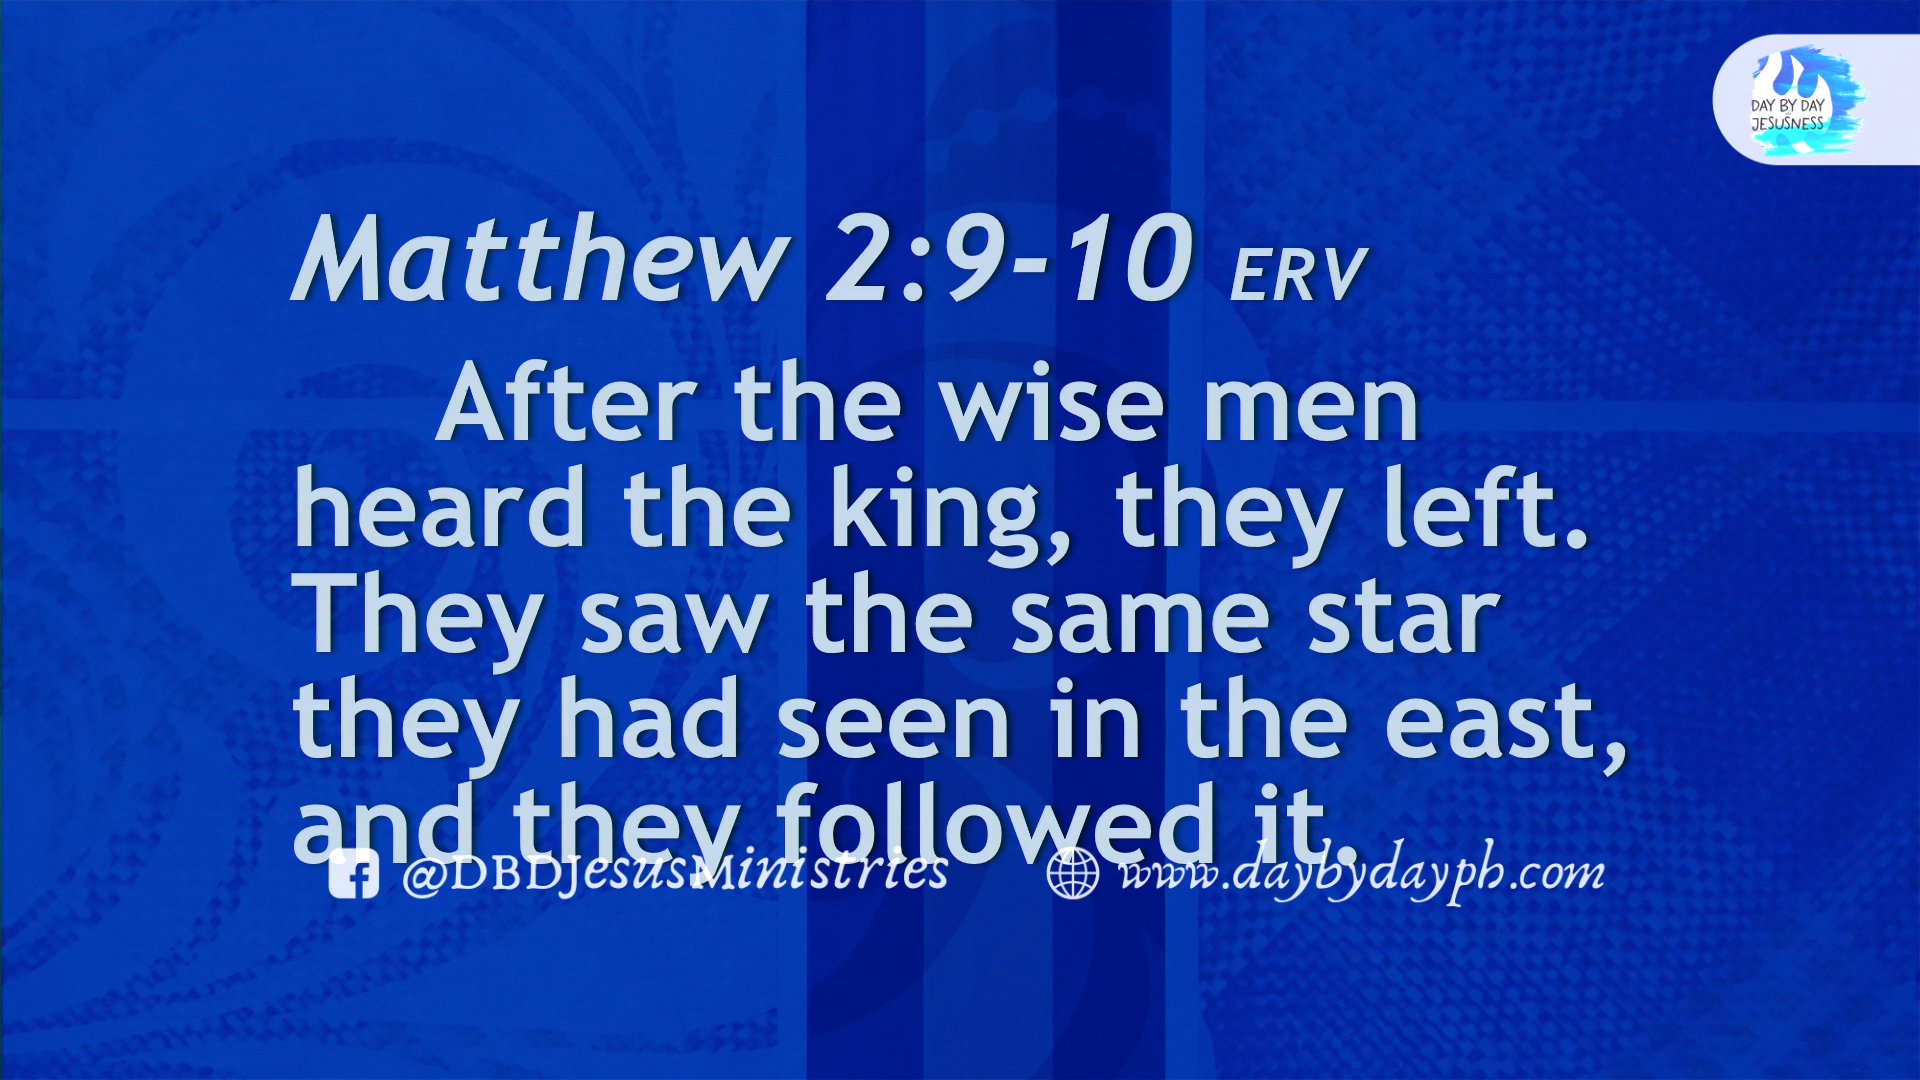 DAY BY DAY
JESUSNESS
Matthew 2:9-10 ERV
After the wise men
heard the king, they left.
They saw the same star
they had seen in the east,
and they followed it.
@DBDJesusMinistries
www.daybydayph.com